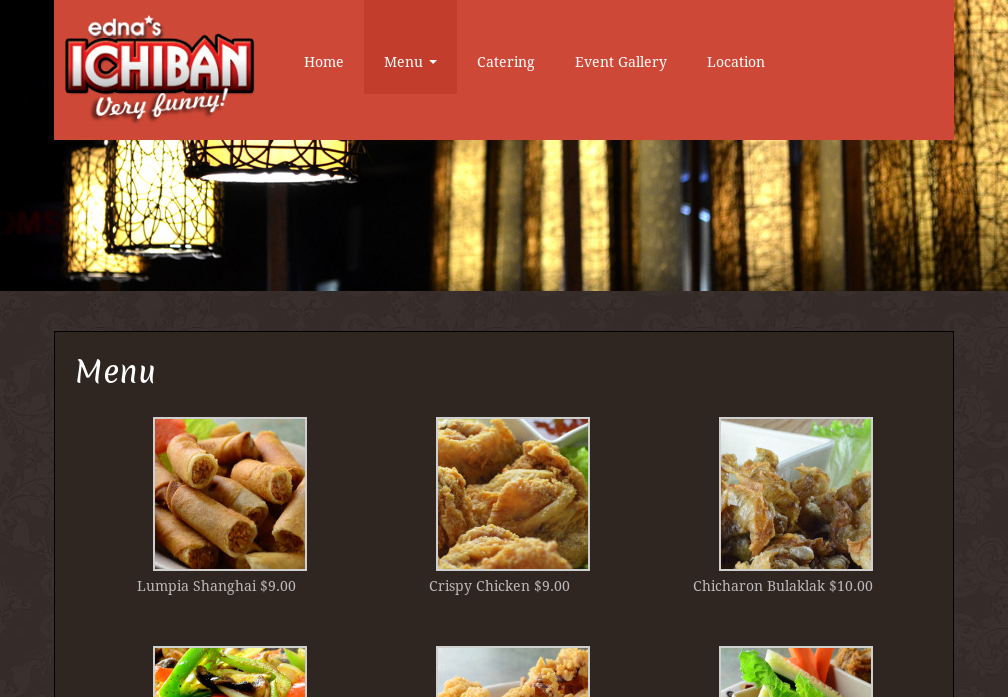 edna's
ICHIBAN
Very funny!
Home
Menu
Catering
Event Gallery
Location
Menu
Lumpia Shanghai $9.00
Crispy Chicken $9.00
Chicharon Bulaklak $10.00